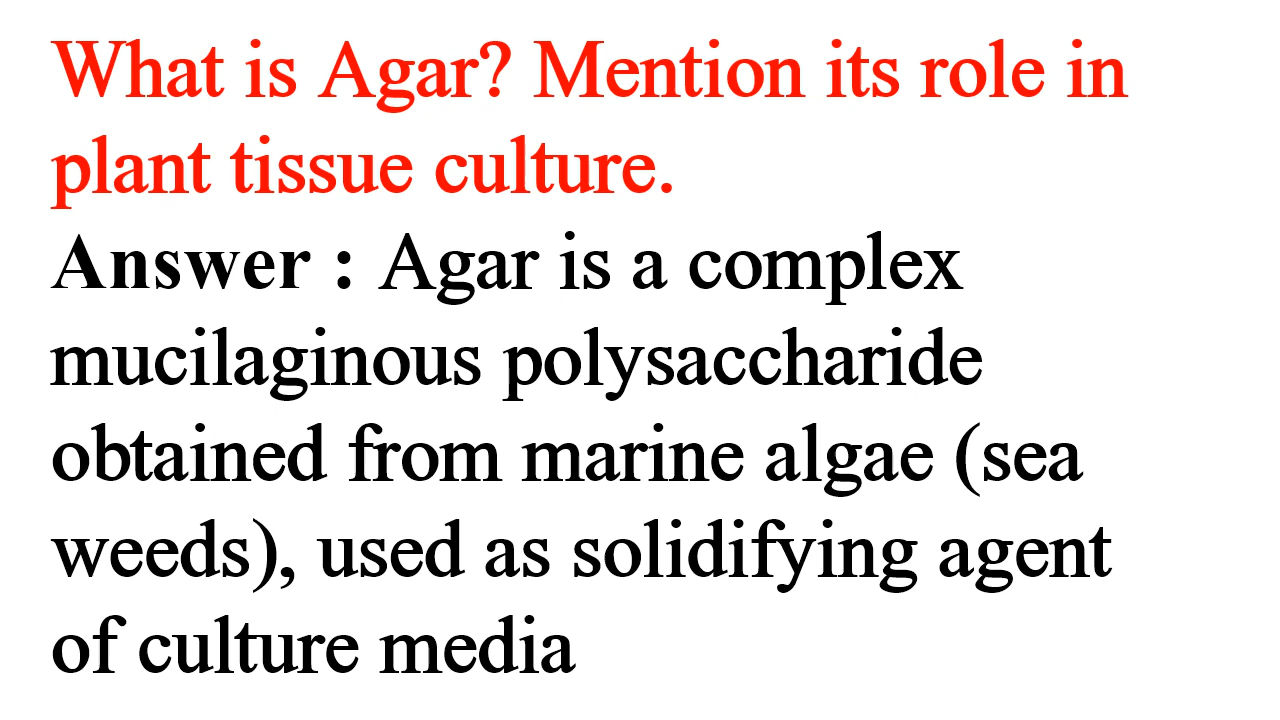 What is Agar? Mention its role in
plant tissue culture.
Answer : Agar is a complex
mucilaginous polysaccharide
obtained from marine algae (sea
weeds), used as solidifying agent
of culture media